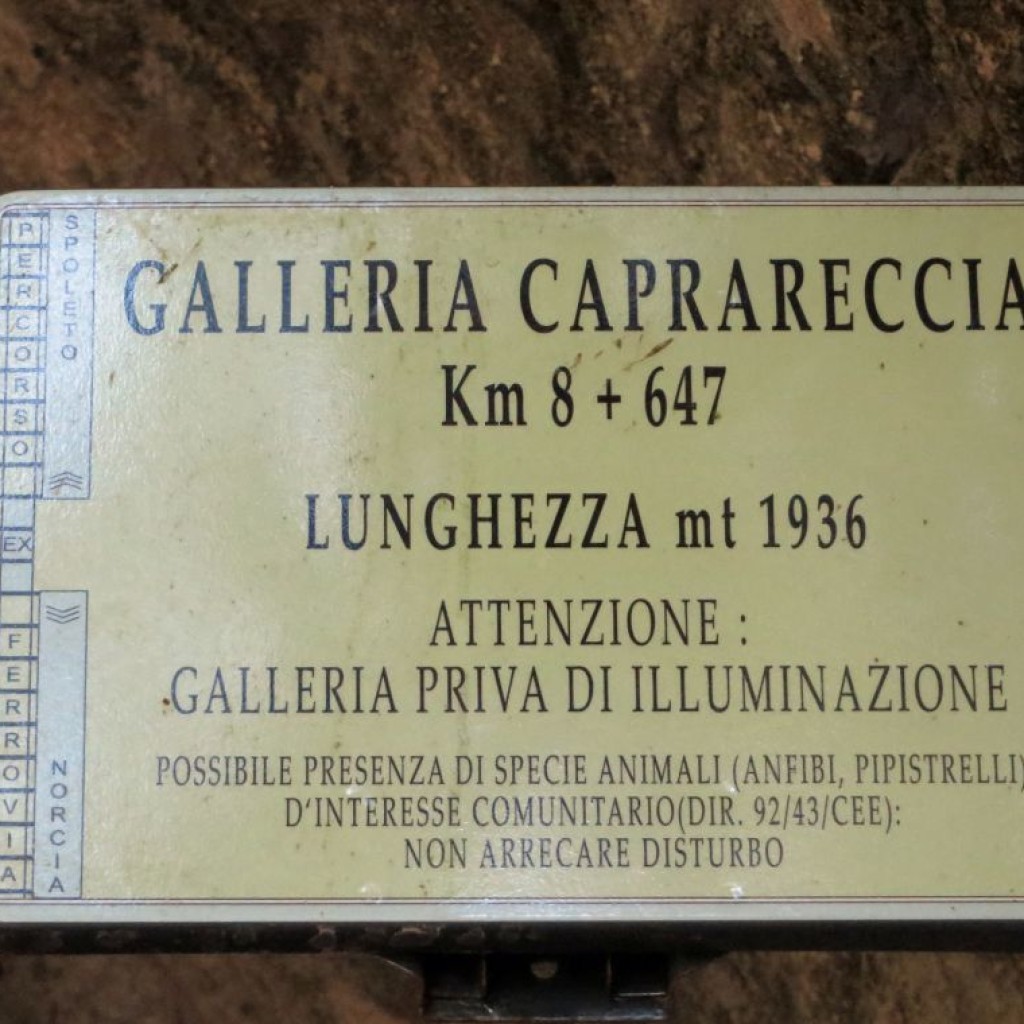 PERCORSO EX FERROVIA
SPOLETO
NORCIA
GALLERIA CAPRARECCIA
Km 8 + 647
LUNGHEZZA mt 1936
ATTENZIONE :
GALLERIA PRIVA DI ILLUMINAZIONE
POSSIBILE PRESENZA DI SPECIE ANIMALI (ANFIBI, PIPISTRELLI)
D'INTERESSE COMUNITARIO(DIR. 92/43/CEE):
NON ARRECARE DISTURBO